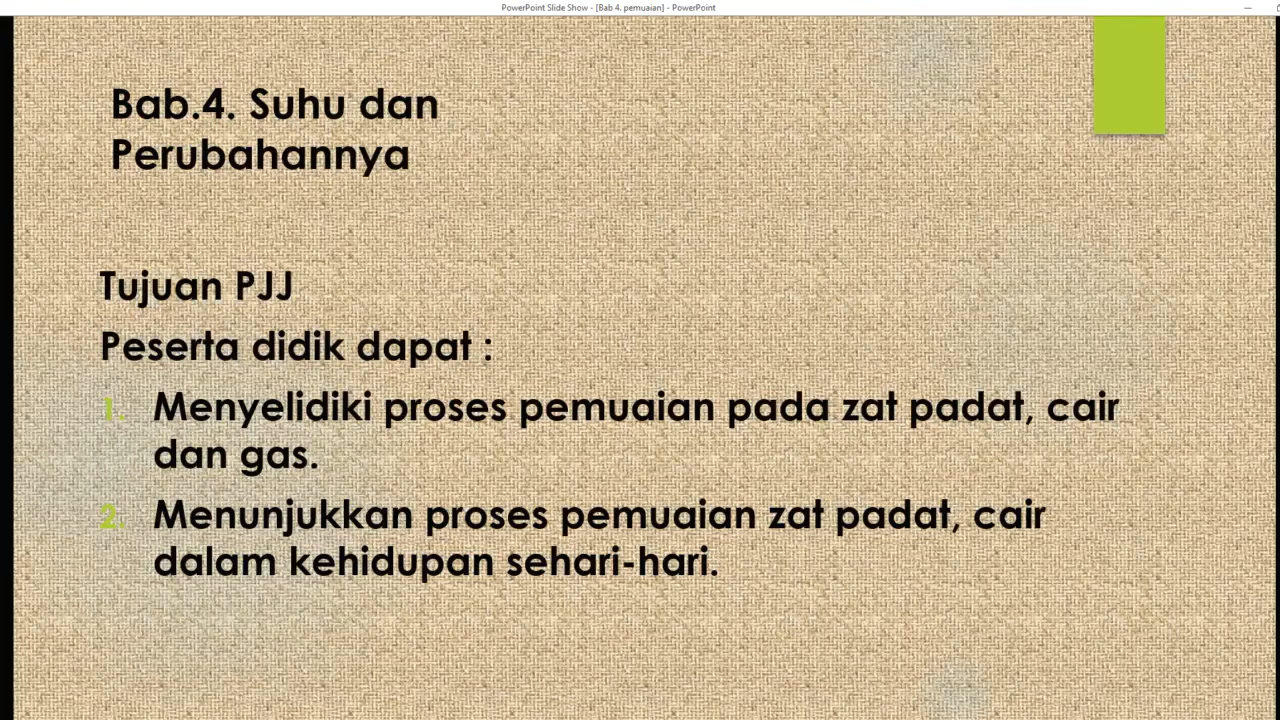 PowerPoint Slide Show - [Bab 4. pemuaian] - PowerPoint
Bab.4. Suhu dan
Perubahannya
Tujuan PJJ
Peserta didik dapat :
1. Menyelidiki proses pemuaian pada zat padat, cair
dan gas.
2. Menunjukkan proses pemuaian zat padat, cair
dalam kehidupan sehari-hari.